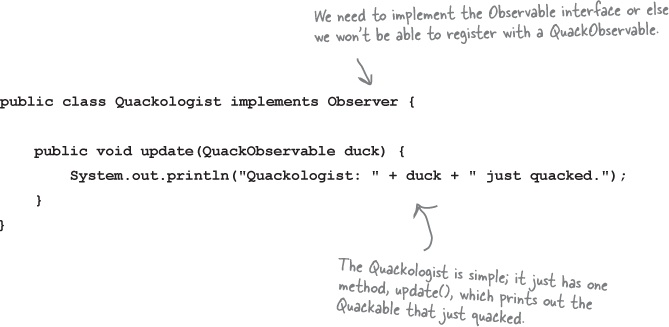 We need to implement the Observable interface or else
we won't be able to register with a QuackObservable.
public class Quackologist implements Observer {
public void update(QuackObservable duck) {
System.out.println("Quackologist: " + duck + " just quacked.");
}
}
The Quackologist is simple; it just has one
method, update(), which prints out the
Quackable that just quacked.